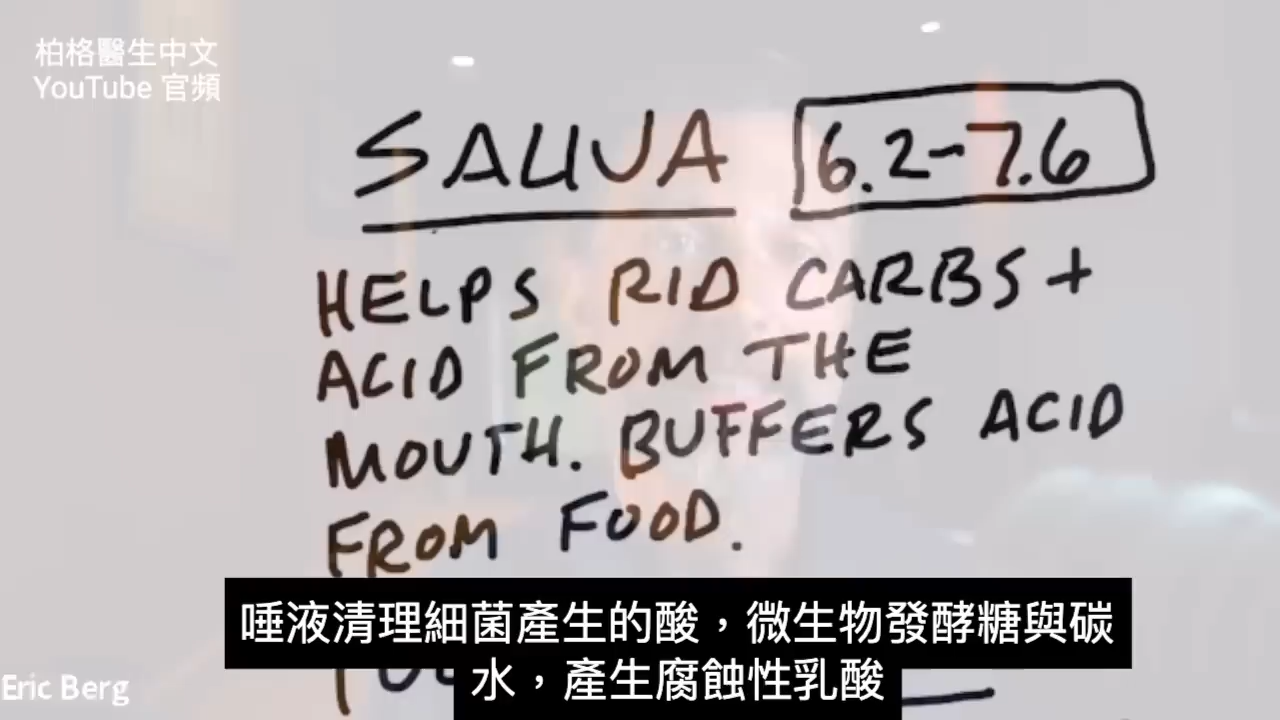 柏格醫生中文
YouTube 官頻
SALIVA 6.2-7.6
HELPS RID CARBS +
ACID FROM THE
MOUTH. BUFFERS ACID
FROM FOOD.
唾液清理細菌產生的酸，微生物發酵糖與碳
水，產生腐蝕性乳酸
Eric Berg